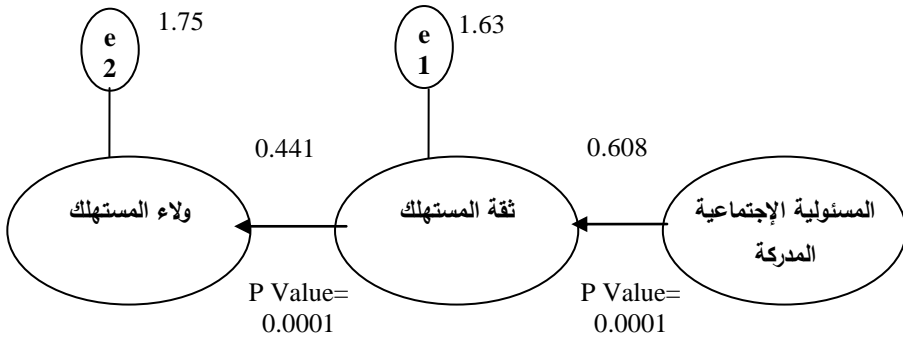 1.75
1.63
e
2
e
1
0.441
0.608
المسئولية الإجتماعية
المدركة
ثقة المستهلك
ولاء المستهلك
P Value=
0.0001
P Value=
0.0001